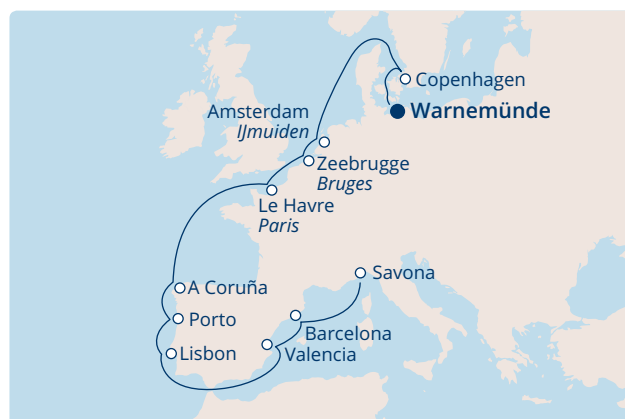 Copenhagen
Warnemünde
Amsterdam
IJmuiden
Zeebrugge
Bruges
Le Havre
Paris
Savona
A Coruña
Porto
Barcelona
Lisbon
Valencia